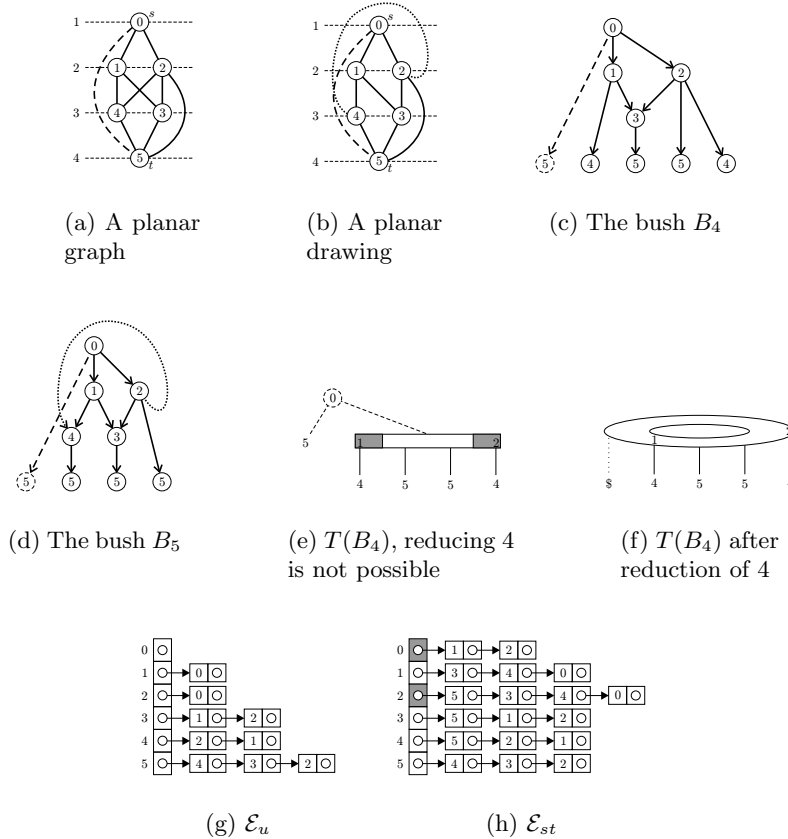 1 0 s
2 1 2
3 4 3
4 5 t
(a) A planar
graph
1 0 s
2 1 2
3 4 3
4 5 t
(b) A planar
drawing
0
1 2
3
5 4 5 5 4
(c) The bush B4
0
1 2
4 3
5 5 5 5
(d) The bush B5
0
5 1 2
4 5 5 4
(e) T(B4), reducing 4
is not possible
1
$ 4 5 5
(f) T(B4) after
reduction of 4
0
1 0
2 0
3 1 2
4 2 1
5 4 3 2
(g) ℰu
0 1 2
1 3 4 0
2 5 3 4 0
3 5 1 2
4 5 2 1
5 4 3 2
(h) ℰst